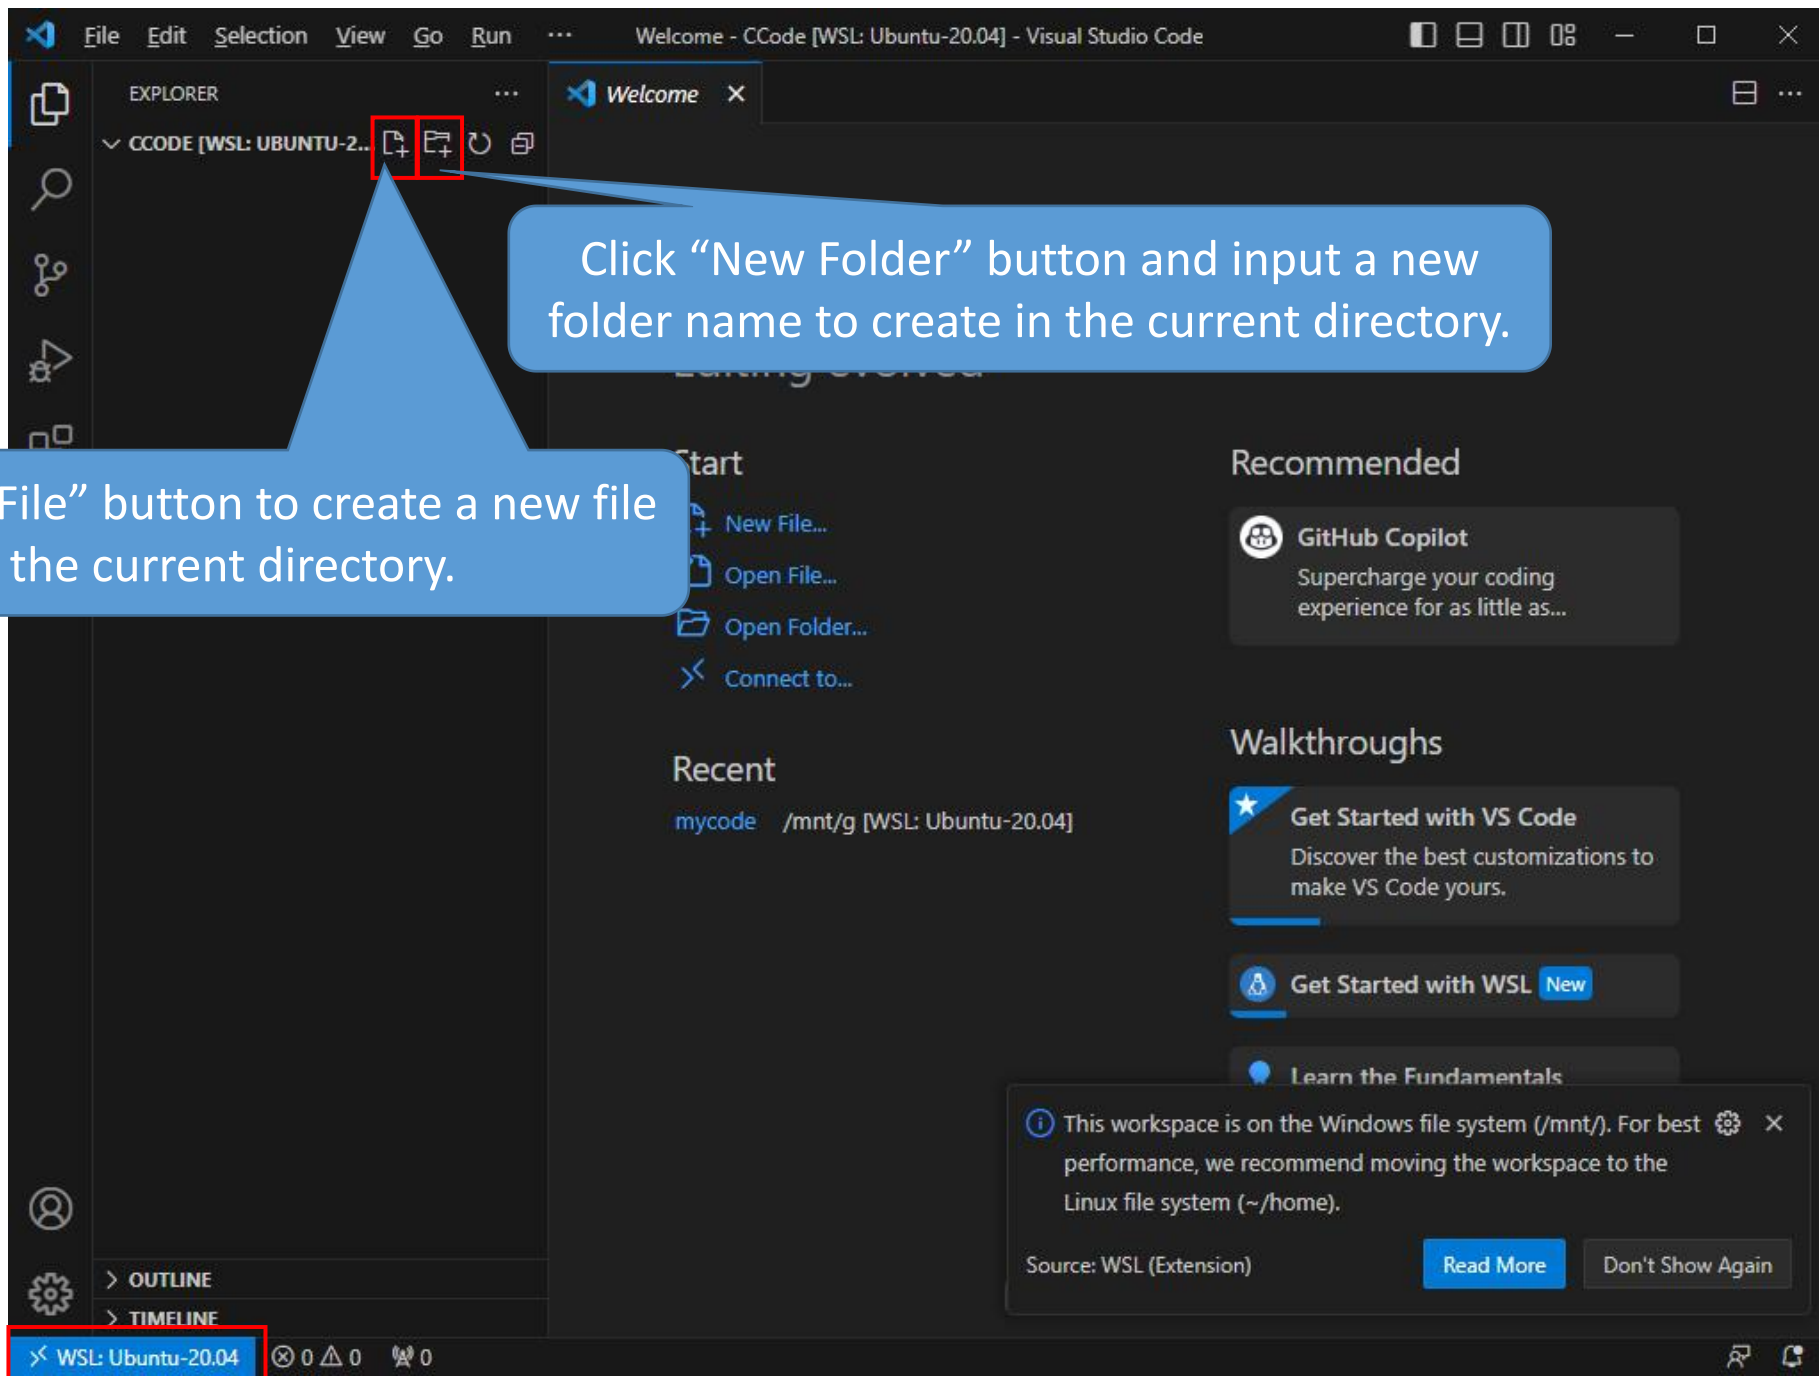 File Edit Selection View Go Run ··· Welcome - CCode [WSL: Ubuntu-20.04] - Visual Studio Code
EXPLORER ···
Welcome
CCODE [WSL: UBUNTU-2...
Click “New Folder” button and input a new
folder name to create in the current directory.
Editing evolved
File” button to create a new file
the current directory.
Start
New File...
Open File...
Open Folder...
Connect to...
Recent
mycode /mnt/g [WSL: Ubuntu-20.04]
Recommended
GitHub Copilot
Supercharge your coding
experience for as little as...
Walkthroughs
Get Started with VS Code
Discover the best customizations to
make VS Code yours.
Get Started with WSL New
Learn the Fundamentals
This workspace is on the Windows file system (/mnt/). For best
performance, we recommend moving the workspace to the
Linux file system (~/home).
Source: WSL (Extension) Read More Don't Show Again
OUTLINE
TIMELINE
WSL: Ubuntu-20.04 0 0 0